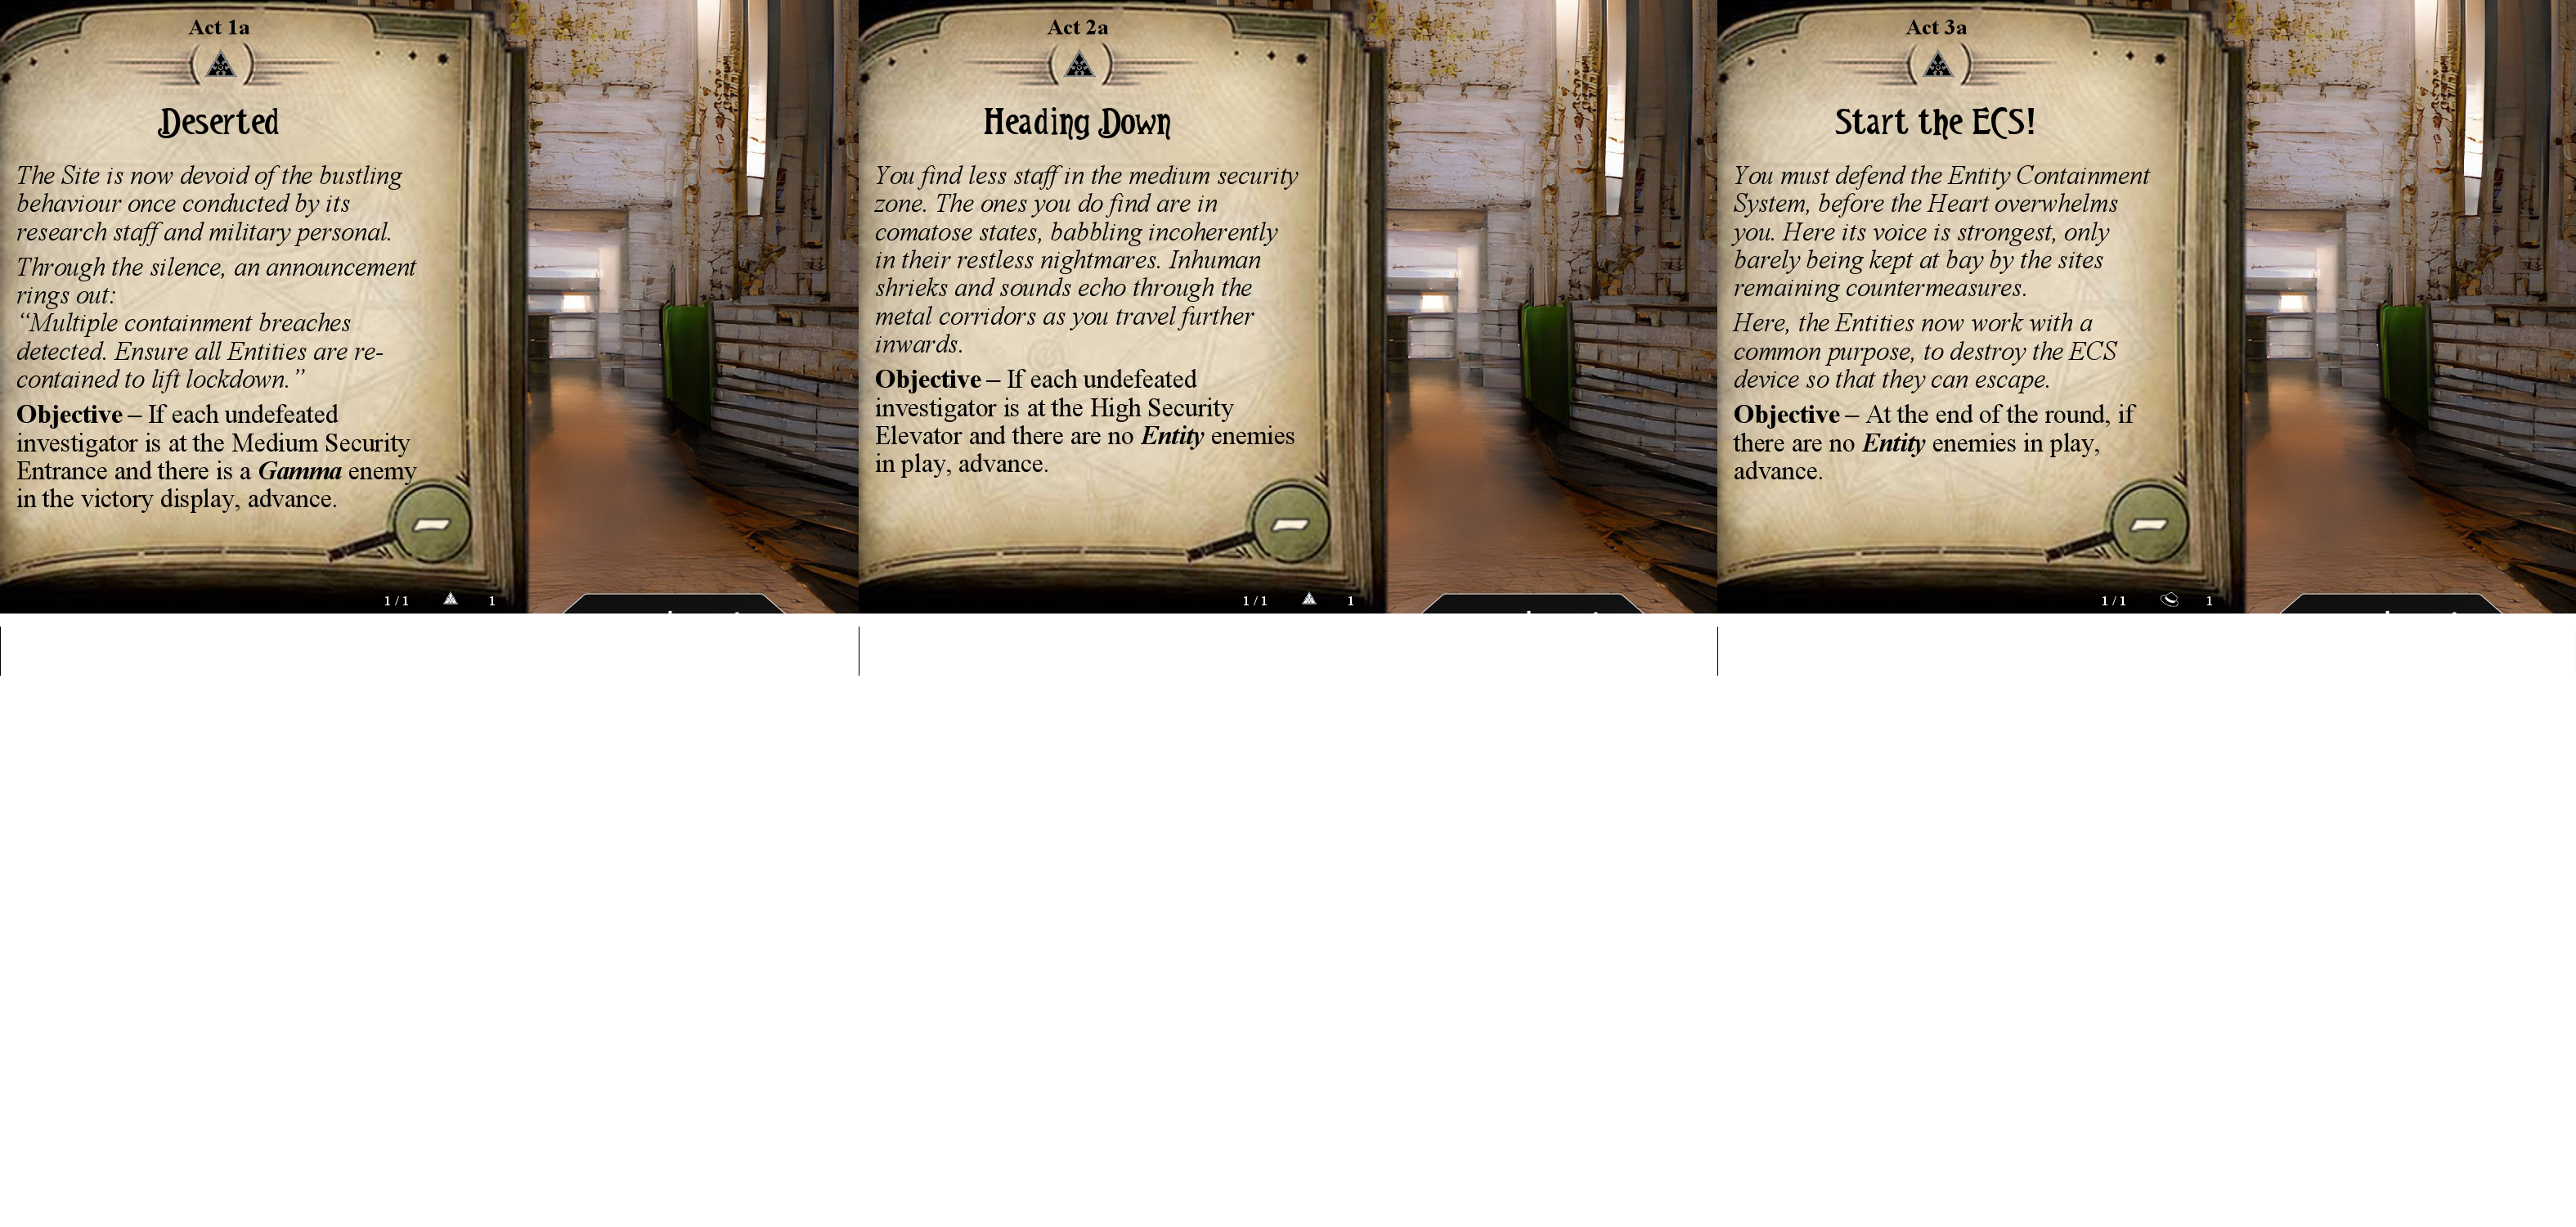 Act 1a
Deserted
The Site is now devoid of the bustling
behaviour once conducted by its
research staff and military personal.
Through the silence, an announcement
rings out:
“Multiple containment breaches
detected. Ensure all Entities are re-
contained to lift lockdown.”
Objective – If each undefeated
investigator is at the Medium Security
Entrance and there is a Gamma enemy
in the victory display, advance.
1 / 1 1
Act 2a
Heading Down
You find less staff in the medium security
zone. The ones you do find are in
comatose states, babbling incoherently
in their restless nightmares. Inhuman
shrieks and sounds echo through the
metal corridors as you travel further
inwards.
Objective – If each undefeated
investigator is at the High Security
Elevator and there are no Entity enemies
in play, advance.
1 / 1 1
Act 3a
Start the ECS!
You must defend the Entity Containment
System, before the Heart overwhelms
you. Here its voice is strongest, only
barely being kept at bay by the sites
remaining countermeasures.
Here, the Entities now work with a
common purpose, to destroy the ECS
device so that they can escape.
Objective – At the end of the round, if
there are no Entity enemies in play,
advance.
1 / 1 1